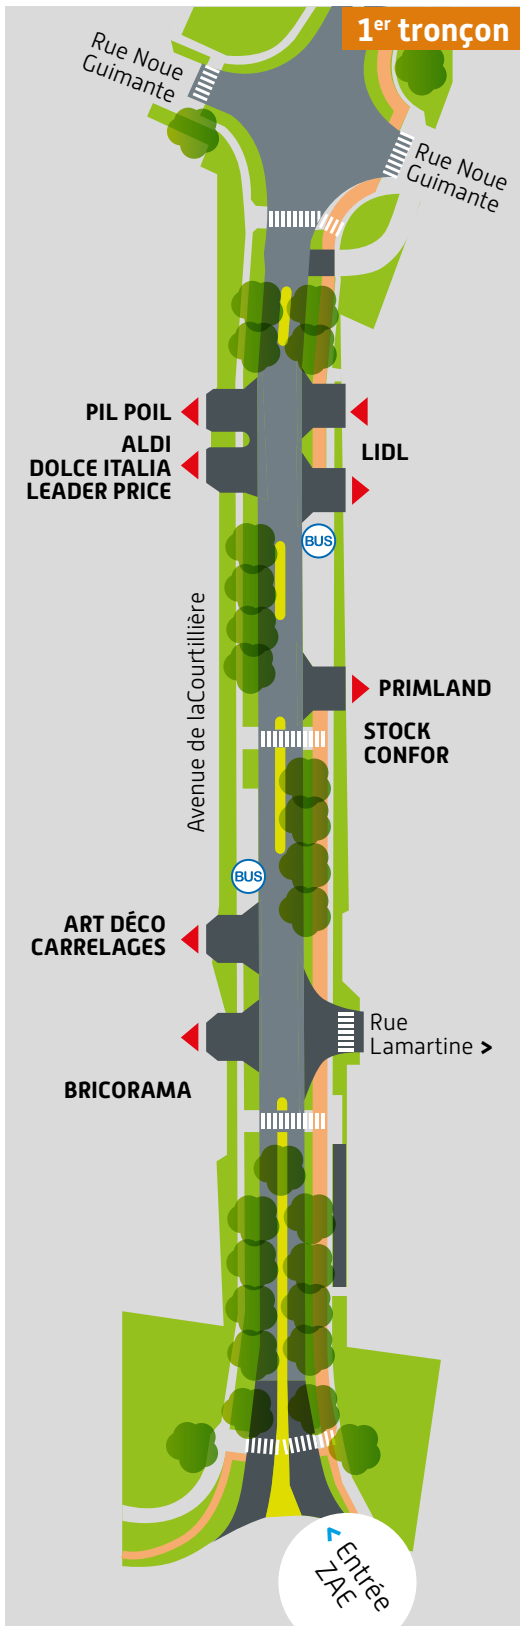 1er tronçon
Rue Noue
Guimante
Rue Noue
Guimante
PIL POIL
ALDI
DOLCE ITALIA
LEADER PRICE
LIDL
BUS
Avenue de laCourtillière
PRIMLAND
STOCK
CONFOR
BUS
ART DÉCO
CARRELAGES
Rue
Lamartine >
BRICORAMA
< Entrée
ZAE